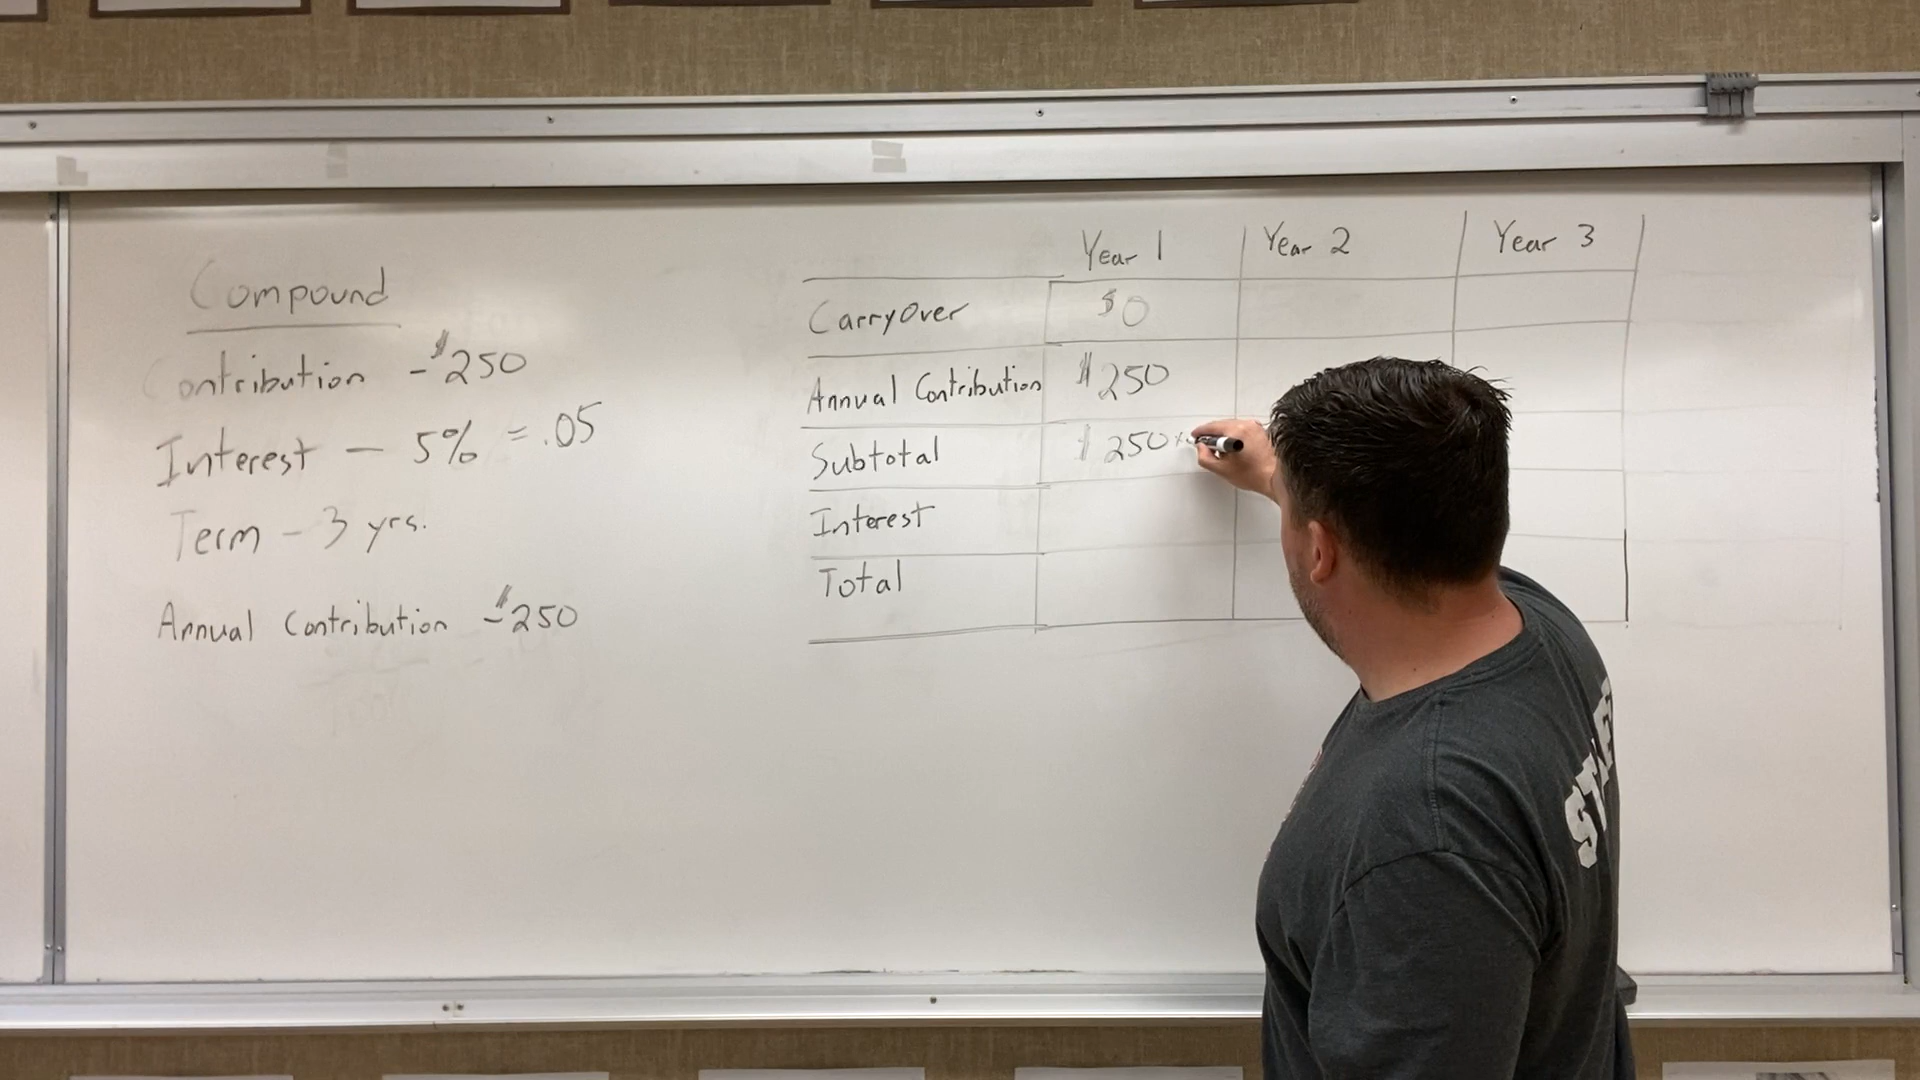 Compound
Contribution - $250
Interest — 5% = .05
Term - 3 yrs.
Annual Contribution - $250
Year 1 Year 2 Year 3
CarryOver $0
Annual Contribution $250
Subtotal $250 x
Interest
Total